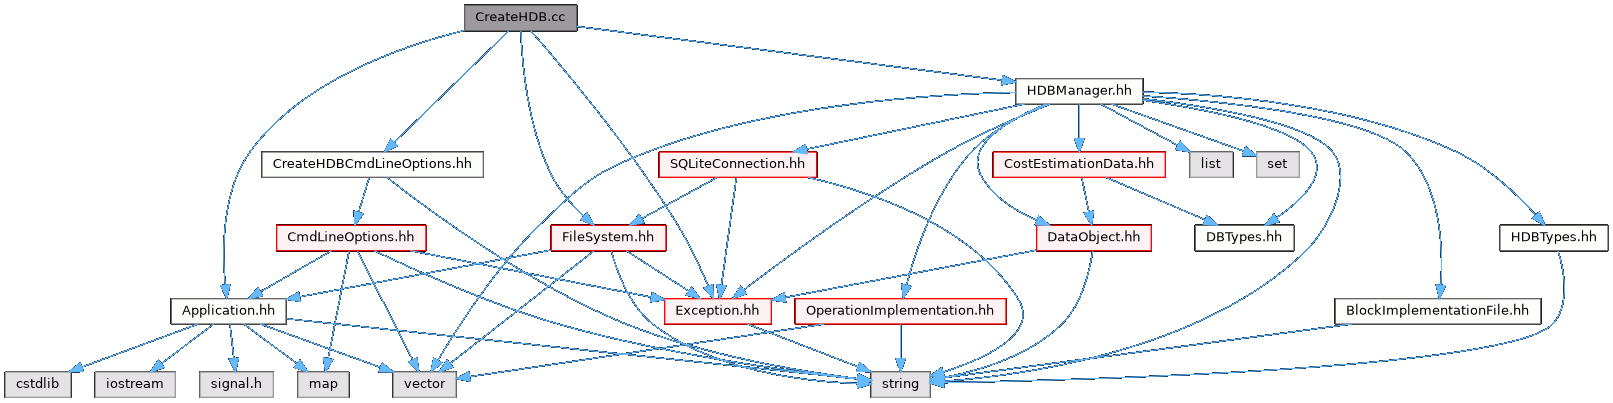 CreateHDB.cc
HDBManager.hh
CreateHDBCmdLineOptions.hh
SQLiteConnection.hh
CostEstimationData.hh
list
set
CmdLineOptions.hh
FileSystem.hh
DataObject.hh
DBTypes.hh
HDBTypes.hh
Application.hh
Exception.hh
OperationImplementation.hh
BlockImplementationFile.hh
cstdlib
iostream
signal.h
map
vector
string